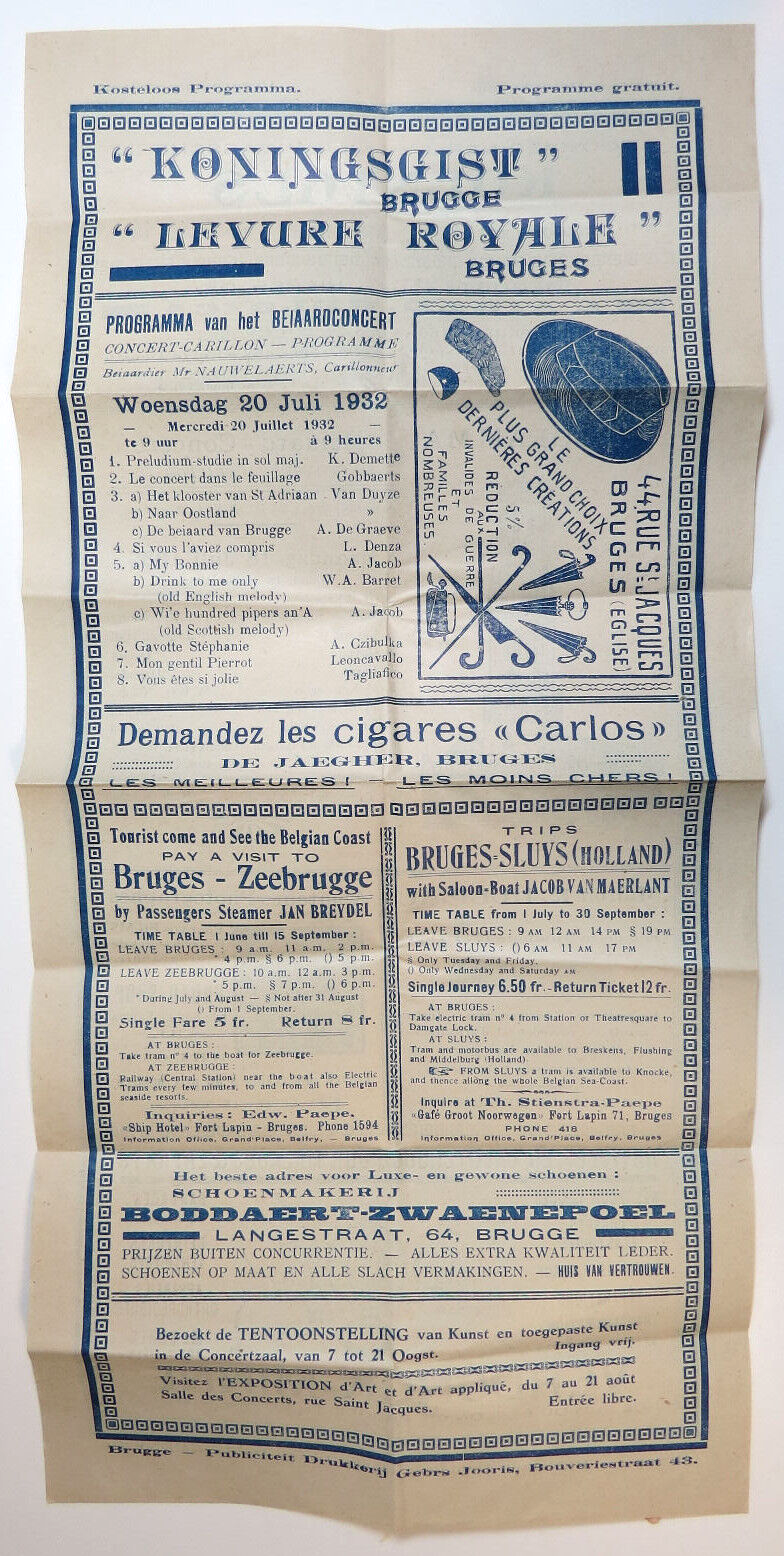 Kosteloos Programma. Programme gratuit.
“ KONINGSGIST ”
BRUGGE
“ LEVURE ROYALE ”
BRUGES
PROGRAMMA van het BEIAARDCONCERT
CONCERT-CARILLON — PROGRAMME
Beiaardier Mr NAUWELAERTS, Carillonneur
Woensdag 20 Juli 1932
— Mercredi 20 Juillet 1932 —
te 9 uur à 9 heures
1. Preludium-studie in sol maj. K. Demette
2. Le concert dans le feuillage Gobbaerts
3. a) Het klooster van St Adriaan Van Duyze
b) Naar Oostland »
c) De beiaard van Brugge A. De Graeve
4. Si vous l'aviez compris L. Denza
5. a) My Bonnie A. Jacob
b) Drink to me only W.A. Barret
(old English melody)
c) Wi'e hundred pipers an'A A. Jacob
(old Scottish melody)
6. Gavotte Stéphanie A. Czibulka
7. Mon gentil Pierrot Leoncavallo
8. Vous êtes si jolie Tagliafico
LE
PLUS GRAND CHOIX
DERNIÈRES CREATIONS
5%
REDUCTION
AUX
INVALIDES DE GUERRE
ET
FAMILLES
NOMBREUSES
44, RUE St JACQUES
BRUGES (EGLISE)
Demandez les cigares «Carlos»
DE JAEGHER, BRUGES
LES MEILLEURES ! — LES MOINS CHERS !
Tourist come and See the Belgian Coast
PAY A VISIT TO
Bruges - Zeebrugge
by Passengers Steamer JAN BREYDEL
TIME TABLE 1 June till 15 September :
LEAVE BRUGES : 9 a.m. 11 a.m. 2 p.m.
* 4 p.m. § 6 p.m. () 5 p.m.
LEAVE ZEEBRUGGE : 10 a.m. 12 a.m. 3 p.m.
* 5 p.m. § 7 p.m. () 6 p.m.
* During July and August — § Not after 31 August
() From 1 September.
Single Fare 5 fr. Return 8 fr.
AT BRUGES :
Take tram nº 4 to the boat for Zeebrugge.
AT ZEEBRUGGE :
Railway (Central Station) near the boat also Electric
Trams every few minutes, to and from all the Belgian
seaside resorts.
Inquiries : Edw. Paepe.
«Ship Hotel» Fort Lapin - Bruges. Phone 1594
Information Office, Grand'Place, Belfry, — Bruges
TRIPS
BRUGES-SLUYS (HOLLAND)
with Saloon-Boat JACOB VAN MAERLANT
TIME TABLE from 1 July to 30 September :
LEAVE BRUGES : 9 AM 12 AM 14 PM § 19 PM
LEAVE SLUYS : () 6 AM 11 AM 17 PM
§ Only Tuesday and Friday.
() Only Wednesday and Saturday AM
Single Journey 6.50 fr. - Return Ticket 12 fr.
AT BRUGES :
Take electric tram nº 4 from Station or Theatresquare to
Damgate Lock.
AT SLUYS :
Tram and motorbus are available to Breskens, Flushing
and Middelburg (Holland)
FROM SLUYS a tram is available to Knocke,
and thence allóng the whole Belgian Sea-Coast.
Inquire at Th. Stienstra-Paepe
«Gafé Groot Noorwegen» Fort Lapin 71, Bruges
PHONE 418
Information Office, Grand'Place, Belfry, Bruges
Het beste adres voor Luxe- en gewone schoenen :
SCHOENMAKERIJ
BODDAERT-ZWAENEPOEL
LANGESTRAAT, 64, BRUGGE
PRIJZEN BUITEN CONCURRENTIE. — ALLES EXTRA KWALITEIT LEDER.
SCHOENEN OP MAAT EN ALLE SLACH VERMAKINGEN. — HUIS VAN VERTROUWEN.
Bezoekt de TENTOONSTELLING van Kunst en toegepaste Kunst
in de Concertzaal, van 7 tot 21 Oogst. Ingang vrij.
Visitez l'EXPOSITION d'Art et d'Art appliqué, du 7 au 21 août
Salle des Concerts, rue Saint Jacques. Entrée libre.
Brugge — Publiciteit Drukkerij Gebrs Jooris, Bouveriestraat 43.